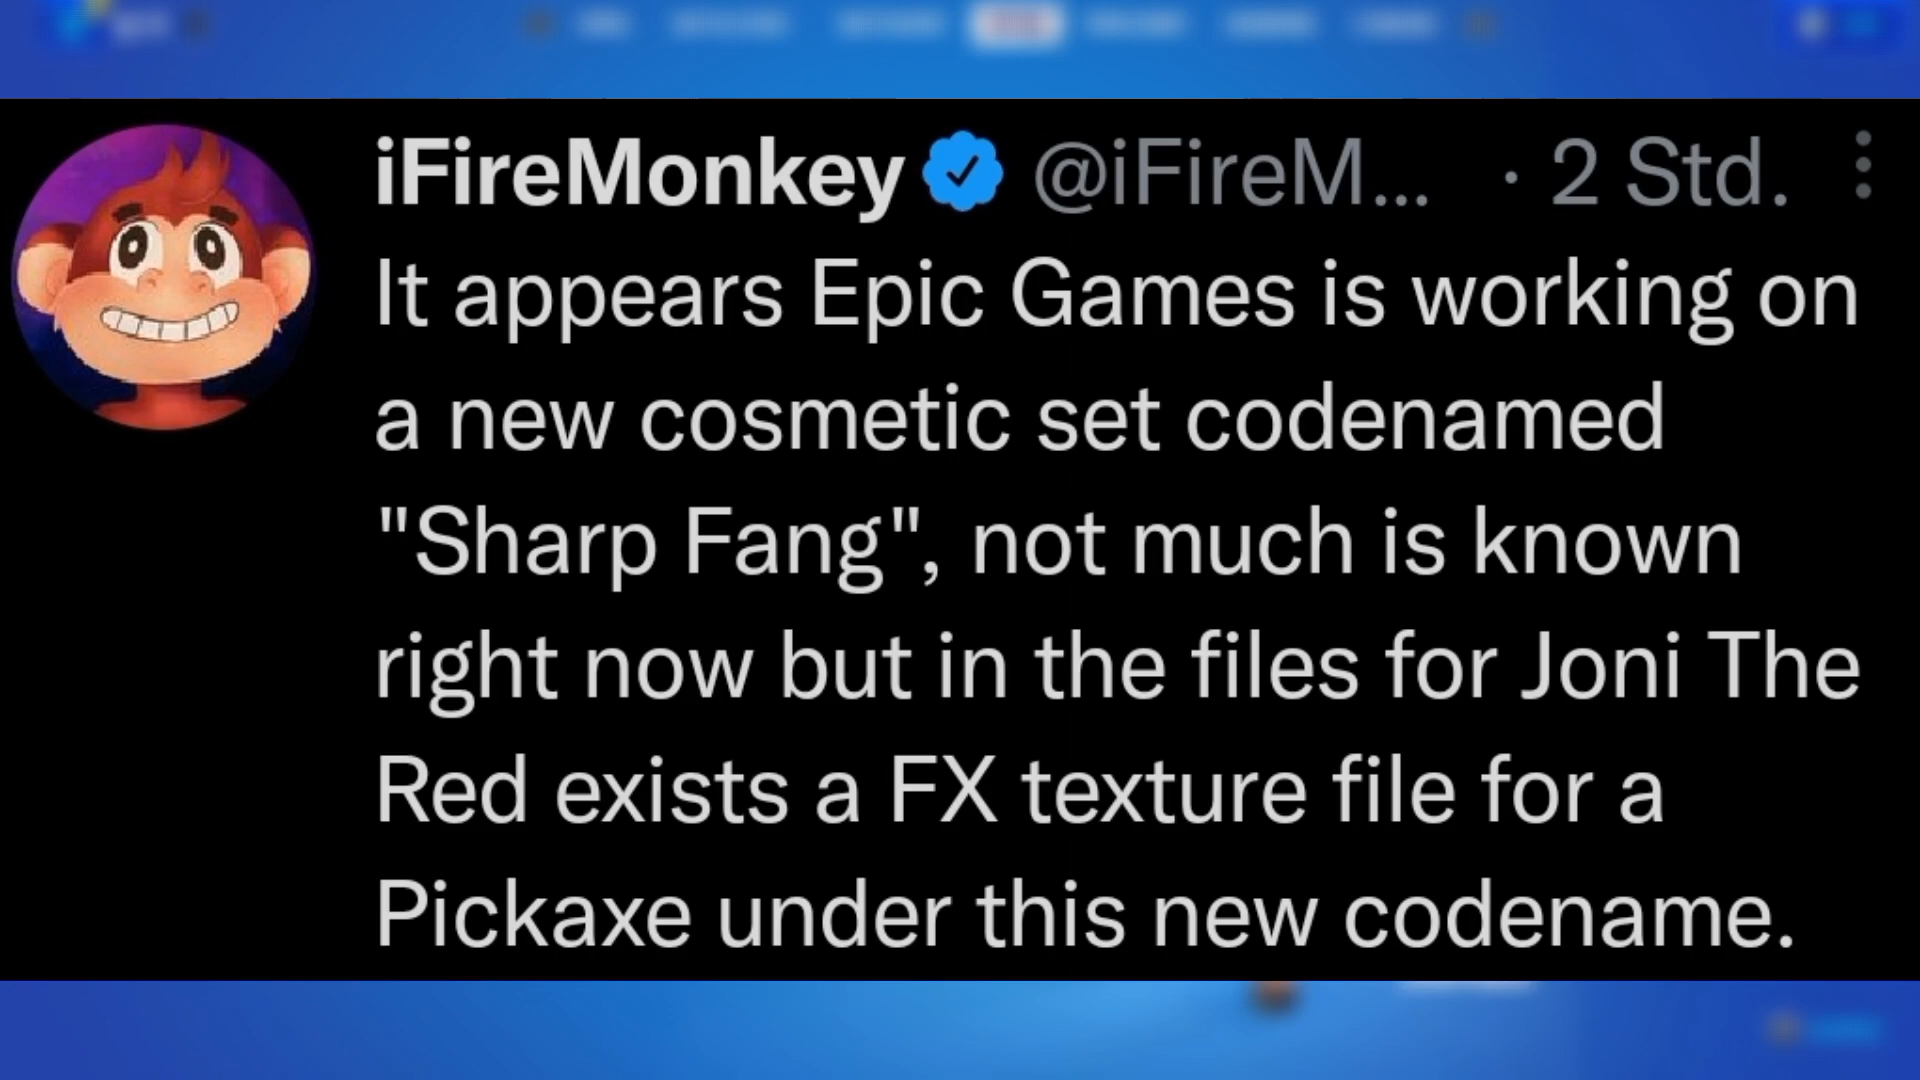 iFireMonkey @iFireM... · 2 Std.
It appears Epic Games is working on
a new cosmetic set codenamed
"Sharp Fang", not much is known
right now but in the files for Joni The
Red exists a FX texture file for a
Pickaxe under this new codename.